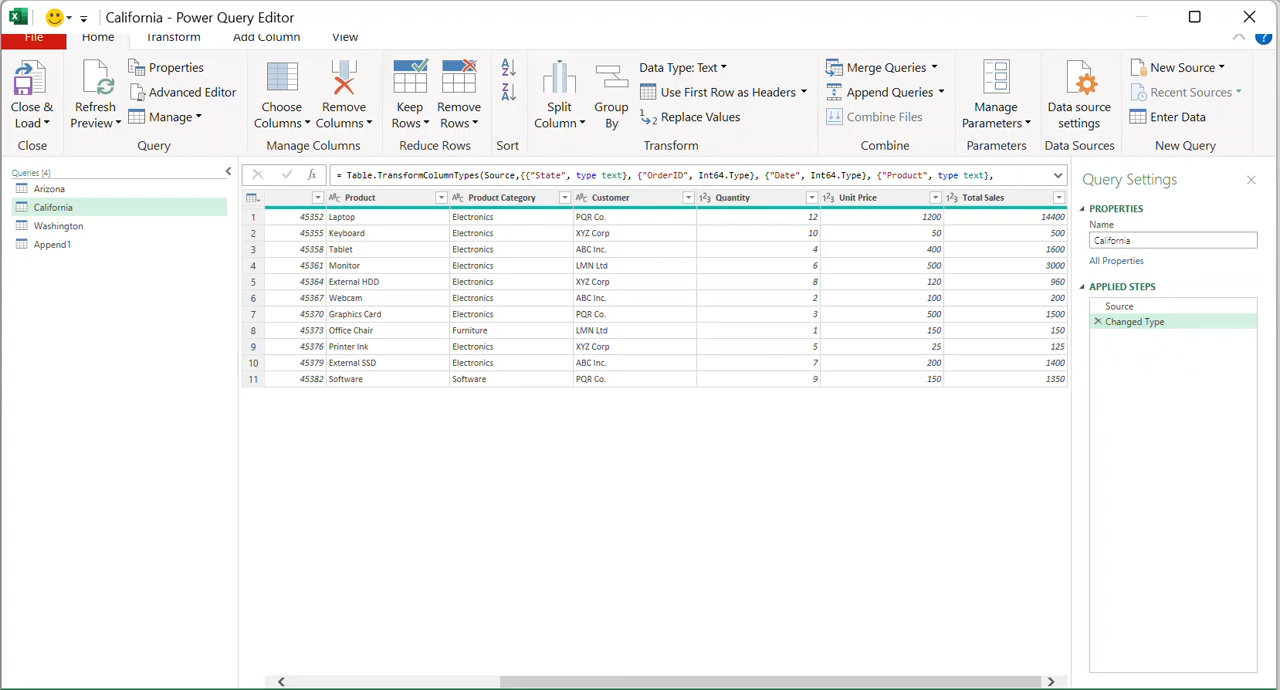 California - Power Query Editor
File Home Transform Add Column View
Close & Load
Close
Refresh Preview
Properties
Advanced Editor
Manage
Query
Choose Columns
Remove Columns
Manage Columns
Keep Rows
Remove Rows
Reduce Rows
Sort
Split Column
Group By
Data Type: Text
Use First Row as Headers
Replace Values
Transform
Merge Queries
Append Queries
Combine Files
Combine
Manage Parameters
Parameters
Data source settings
Data Sources
New Source
Recent Sources
Enter Data
New Query
Queries [4]
Arizona
California
Washington
Append1
fx = Table.TransformColumnTypes(Source,{{"State", type text}, {"OrderID", Int64.Type}, {"Date", Int64.Type}, {"Product", type text},
Product Product Category Customer Quantity Unit Price Total Sales
1 45352 Laptop Electronics PQR Co. 12 1200 14400
2 45355 Keyboard Electronics XYZ Corp 10 50 500
3 45358 Tablet Electronics ABC Inc. 4 400 1600
4 45361 Monitor Electronics LMN Ltd 6 500 3000
5 45364 External HDD Electronics XYZ Corp 8 120 960
6 45367 Webcam Electronics ABC Inc. 2 100 200
7 45370 Graphics Card Electronics PQR Co. 3 500 1500
8 45373 Office Chair Furniture LMN Ltd 1 150 150
9 45376 Printer Ink Electronics XYZ Corp 5 25 125
10 45379 External SSD Electronics ABC Inc. 7 200 1400
11 45382 Software Software PQR Co. 9 150 1350
Query Settings
PROPERTIES
Name
California
All Properties
APPLIED STEPS
Source
Changed Type